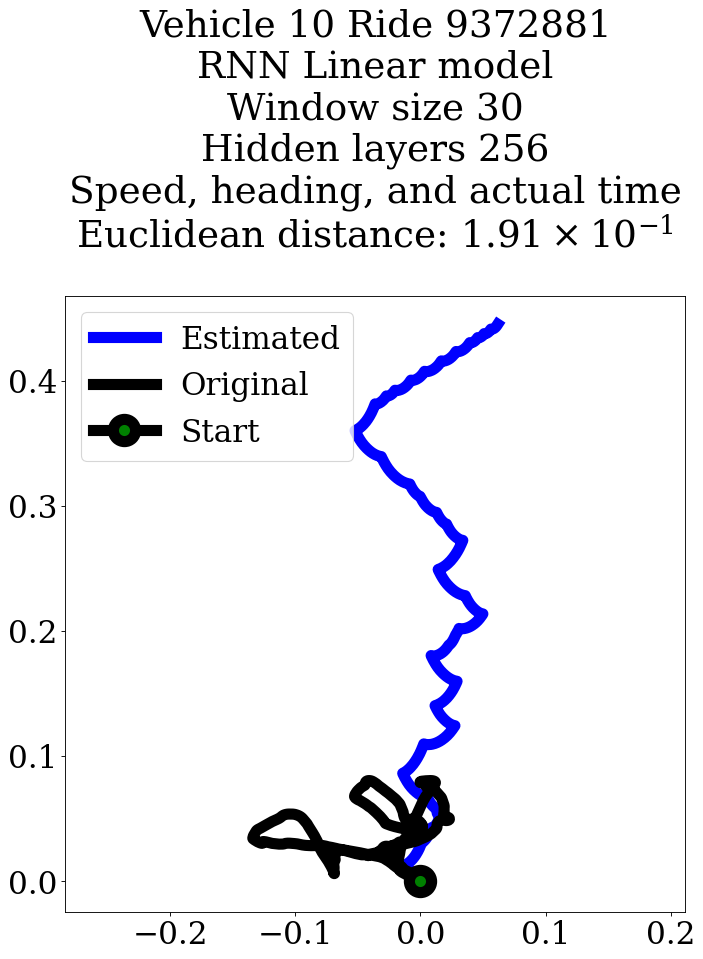 Vehicle 10 Ride 9372881
RNN Linear model
Window size 30
Hidden layers 256
Speed, heading, and actual time
Euclidean distance: 1.91 × 10⁻¹
Estimated
Original
Start
0.4
0.3
0.2
0.1
0.0
−0.2 −0.1 0.0 0.1 0.2